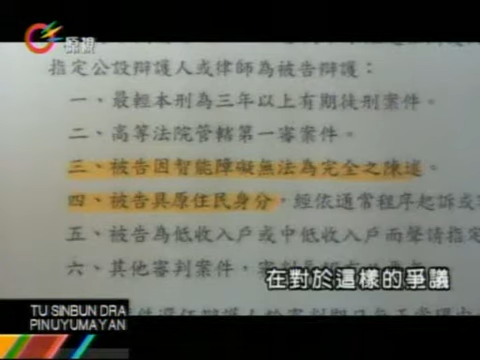 原視
指定公設辯護人或律師為被告辯護：
一、最輕本刑為三年以上有期徒刑案件。
二、高等法院管轄第一審案件。
三、被告因智能障礙無法為完全之陳述。
四、被告具原住民身分，經依通常程序起訴或
五、被告為低收入戶或中低收入戶而聲請指定
六、其他審判案件，審判長
在對於這樣的爭議
TU SINBUN DRA
PINUYUMAYAN